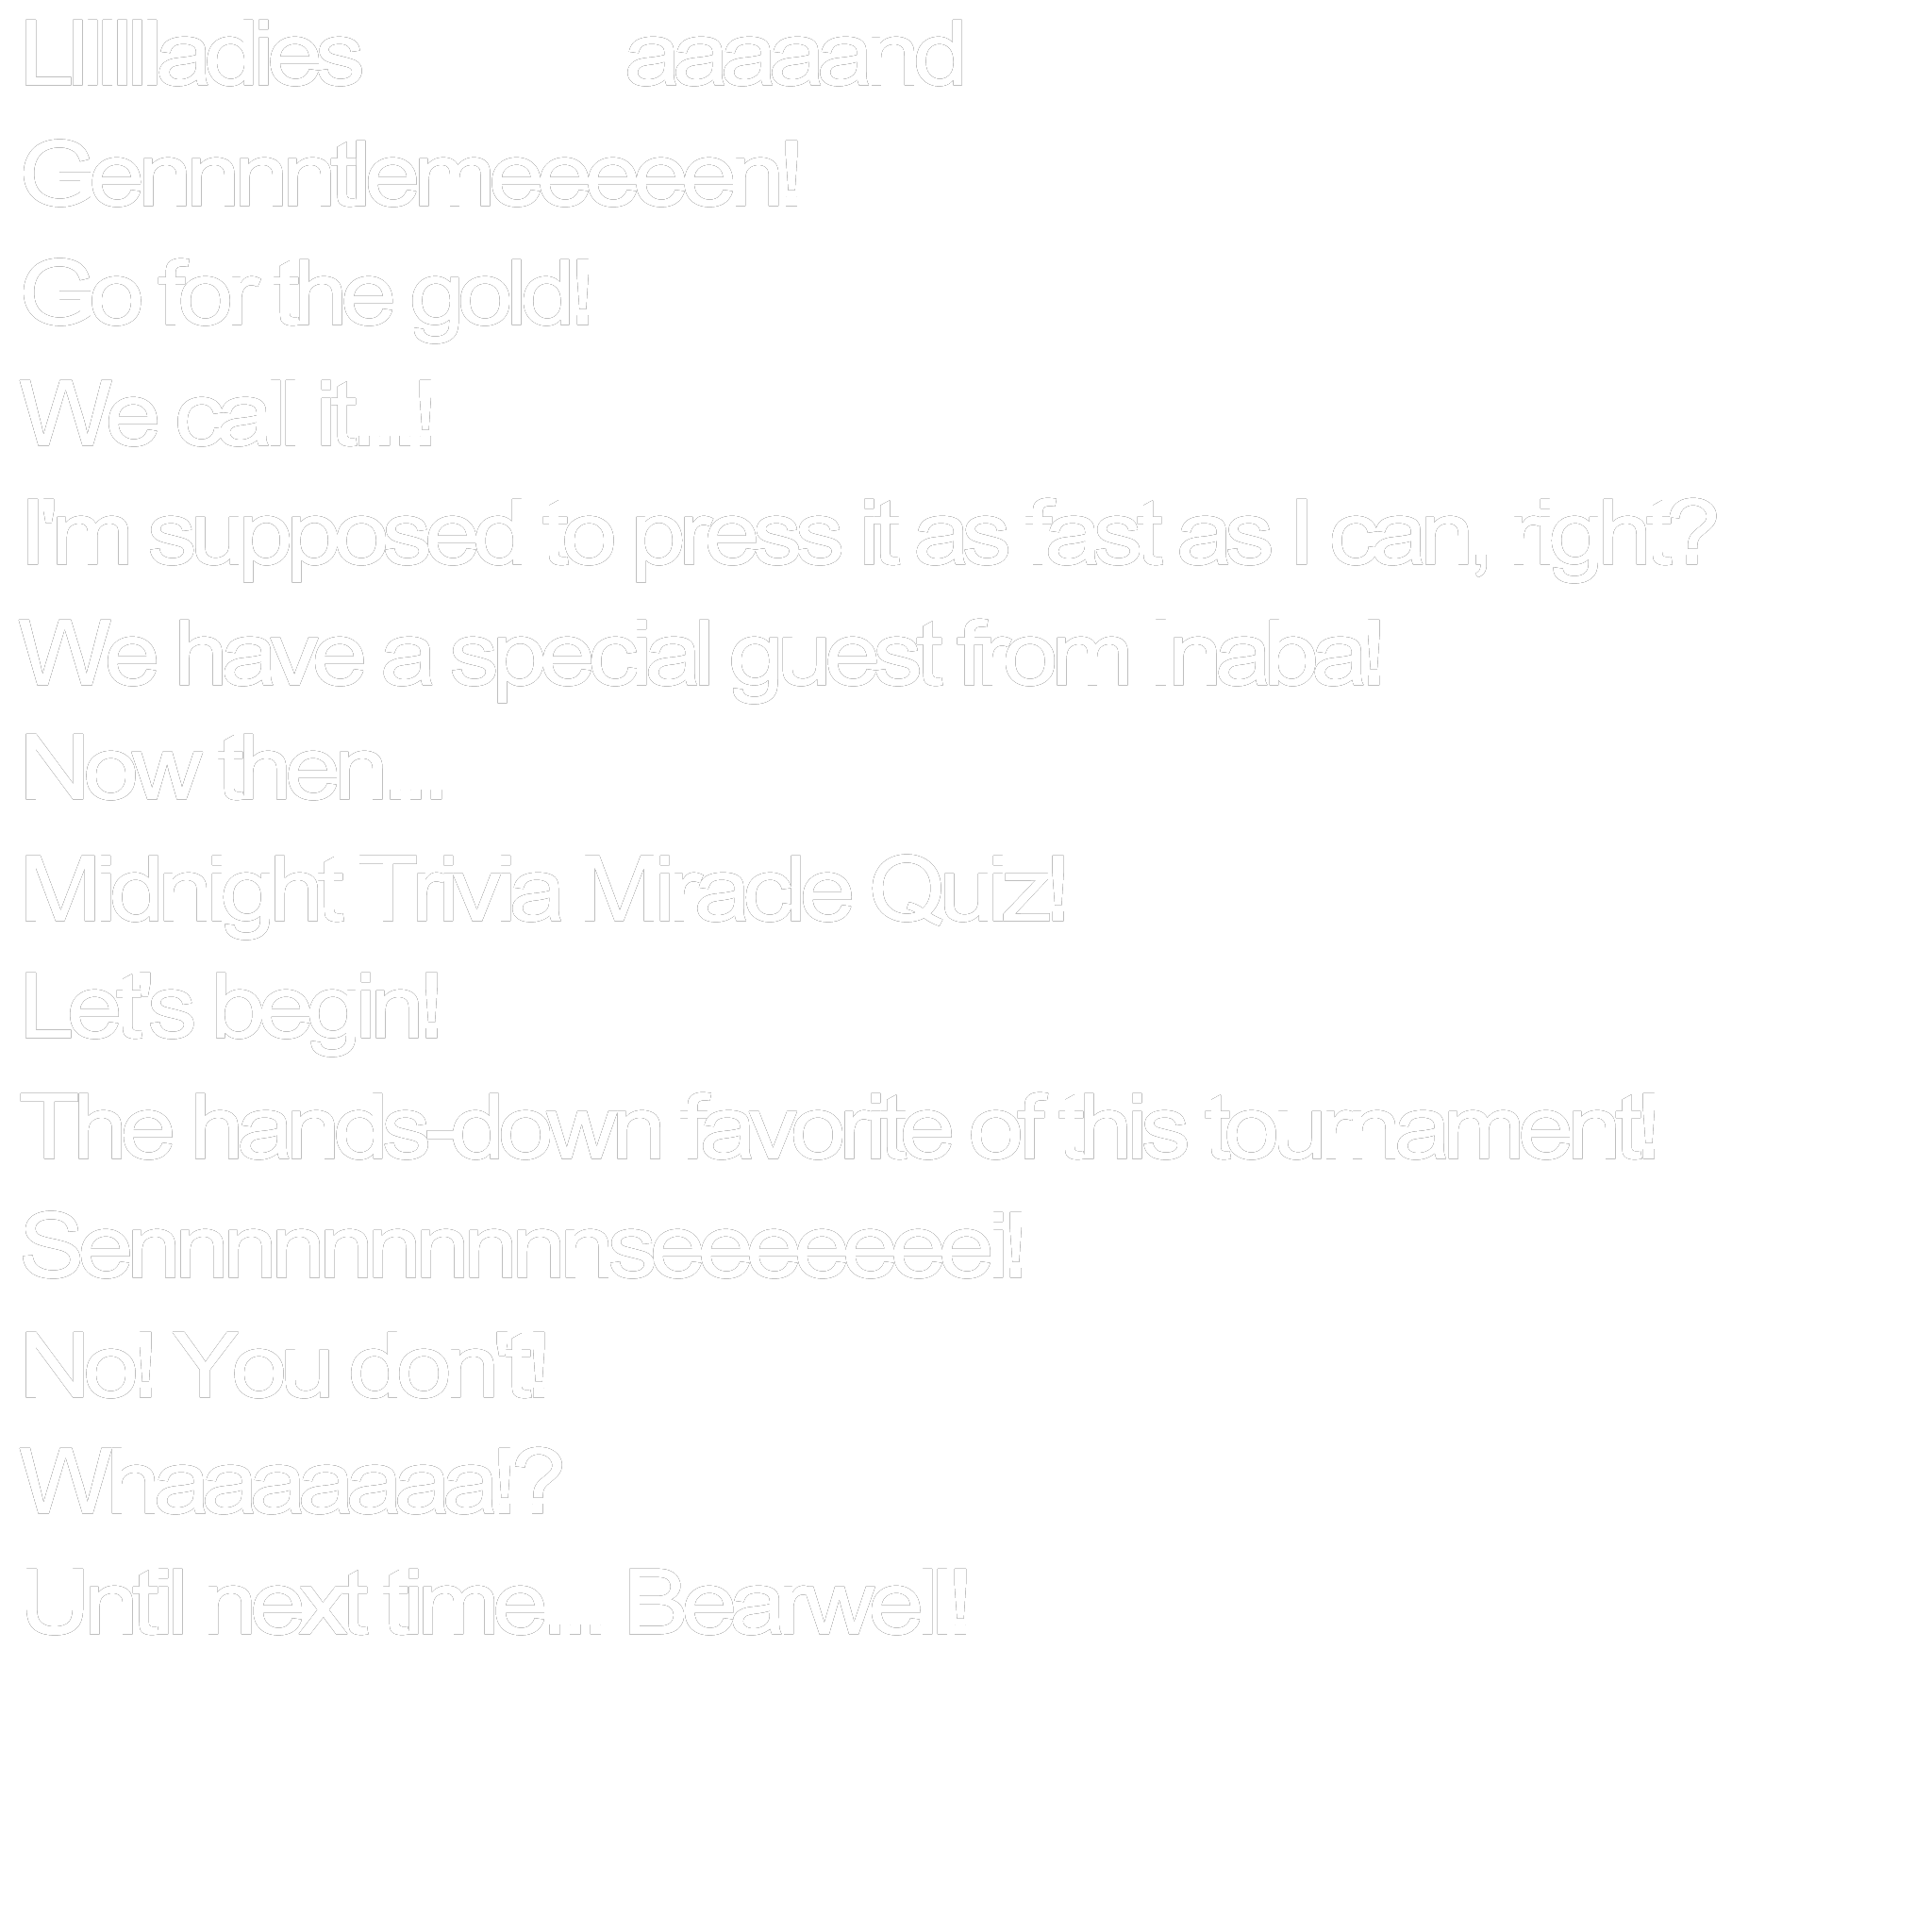 Llllllladies aaaaand
Gennnntlemeeeeen!
Go for the gold!
We call it...!
I'm supposed to press it as fast as I can, right?
We have a special guest from Inaba!
Now then...
Midnight Trivia Miracle Quiz!
Let's begin!
The hands-down favorite of this tournament!
Sennnnnnnnnnseeeeeeei!
No! You don't!
Whaaaaaaa!?
Until next time... Bearwell!